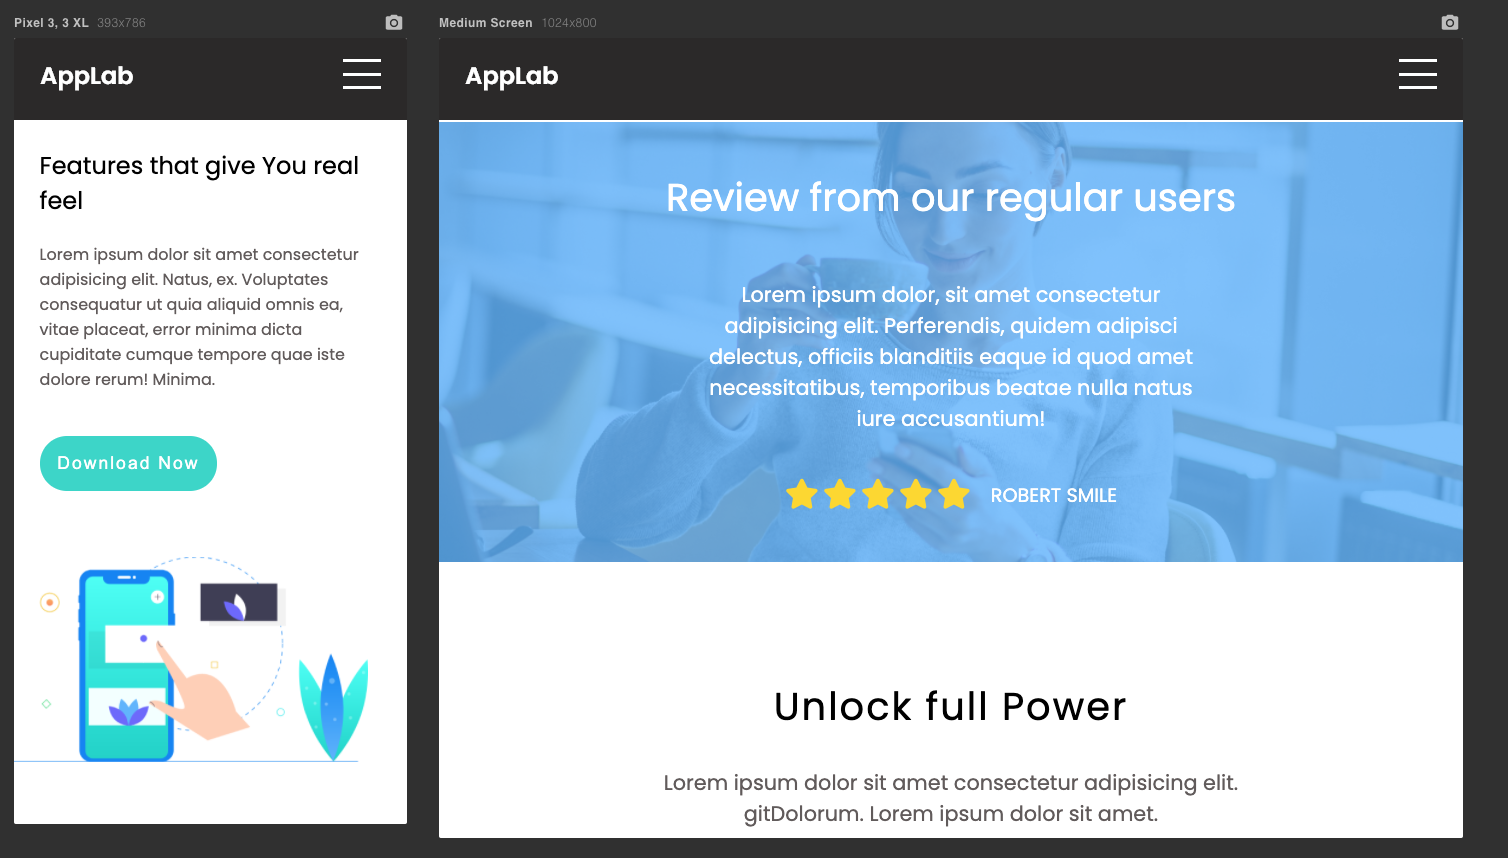 Pixel 3, 3 XL 393x786
AppLab
Features that give You real
feel
Lorem ipsum dolor sit amet consectetur
adipisicing elit. Natus, ex. Voluptates
consequatur ut quia aliquid omnis ea,
vitae placeat, error minima dicta
cupiditate cumque tempore quae iste
dolore rerum! Minima.
Download Now
Medium Screen 1024x800
AppLab
Review from our regular users
Lorem ipsum dolor, sit amet consectetur
adipisicing elit. Perferendis, quidem adipisci
delectus, officiis blanditiis eaque id quod amet
necessitatibus, temporibus beatae nulla natus
iure accusantium!
ROBERT SMILE
Unlock full Power
Lorem ipsum dolor sit amet consectetur adipisicing elit.
gitDolorum. Lorem ipsum dolor sit amet.